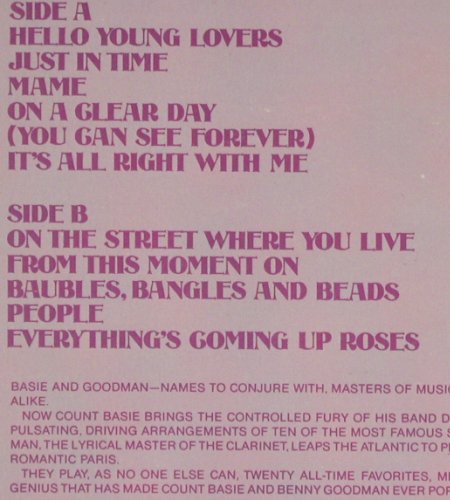 SIDE A
HELLO YOUNG LOVERS
JUST IN TIME
MAME
ON A CLEAR DAY
(YOU CAN SEE FOREVER)
IT'S ALL RIGHT WITH ME
SIDE B
ON THE STREET WHERE YOU LIVE
FROM THIS MOMENT ON
BAUBLES, BANGLES AND BEADS
PEOPLE
EVERYTHING'S COMING UP ROSES
BASIE AND GOODMAN—NAMES TO CONJURE WITH. MASTERS OF MUSIC
ALIKE.
NOW COUNT BASIE BRINGS THE CONTROLLED FURY OF HIS BAND D
PULSATING, DRIVING ARRANGEMENTS OF TEN OF THE MOST FAMOUS S
MAN, THE LYRICAL MASTER OF THE CLARINET, LEAPS THE ATLANTIC TO P
ROMANTIC PARIS.
THEY PLAY, AS NO ONE ELSE CAN, TWENTY ALL-TIME FAVORITES, M
GENIUS THAT HAS MADE COUNT BASIE AND BENNY GOODMAN EVER POP